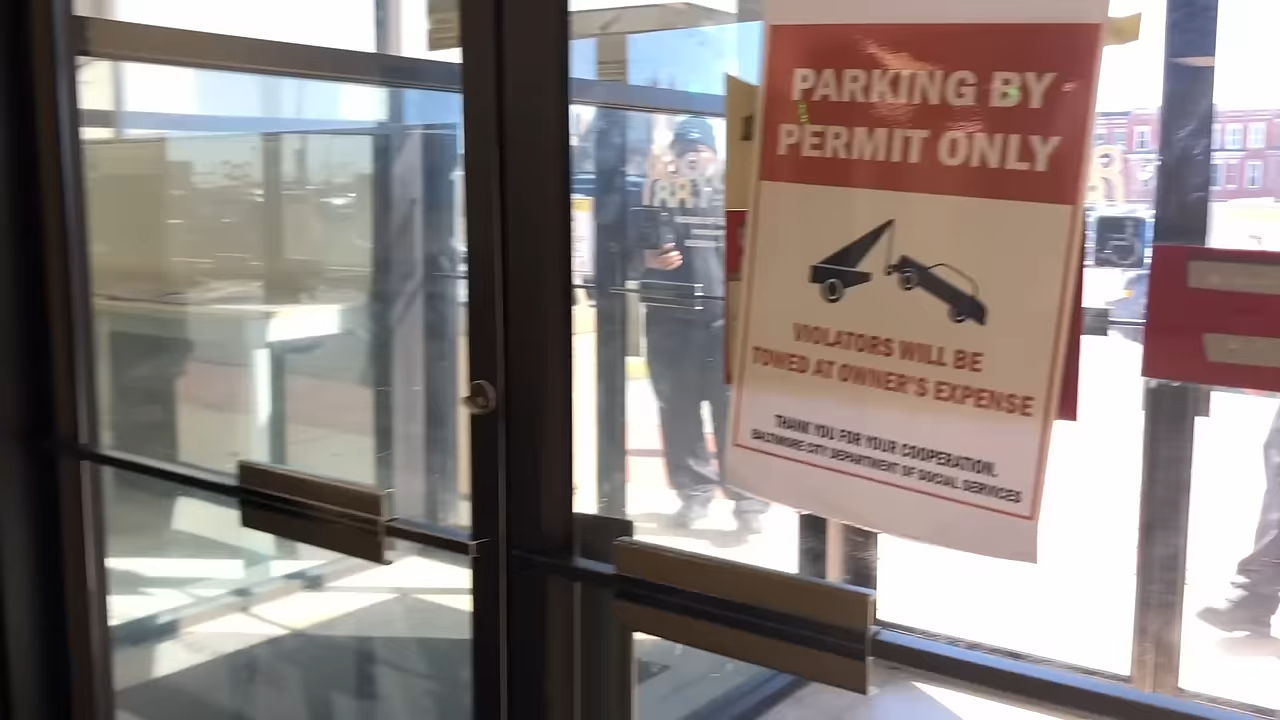 PARKING BY
PERMIT ONLY
VIOLATORS WILL BE
TOWED AT OWNER'S EXPENSE
THANK YOU FOR YOUR COOPERATION.
BALTIMORE CITY DEPARTMENT OF SOCIAL SERVICES